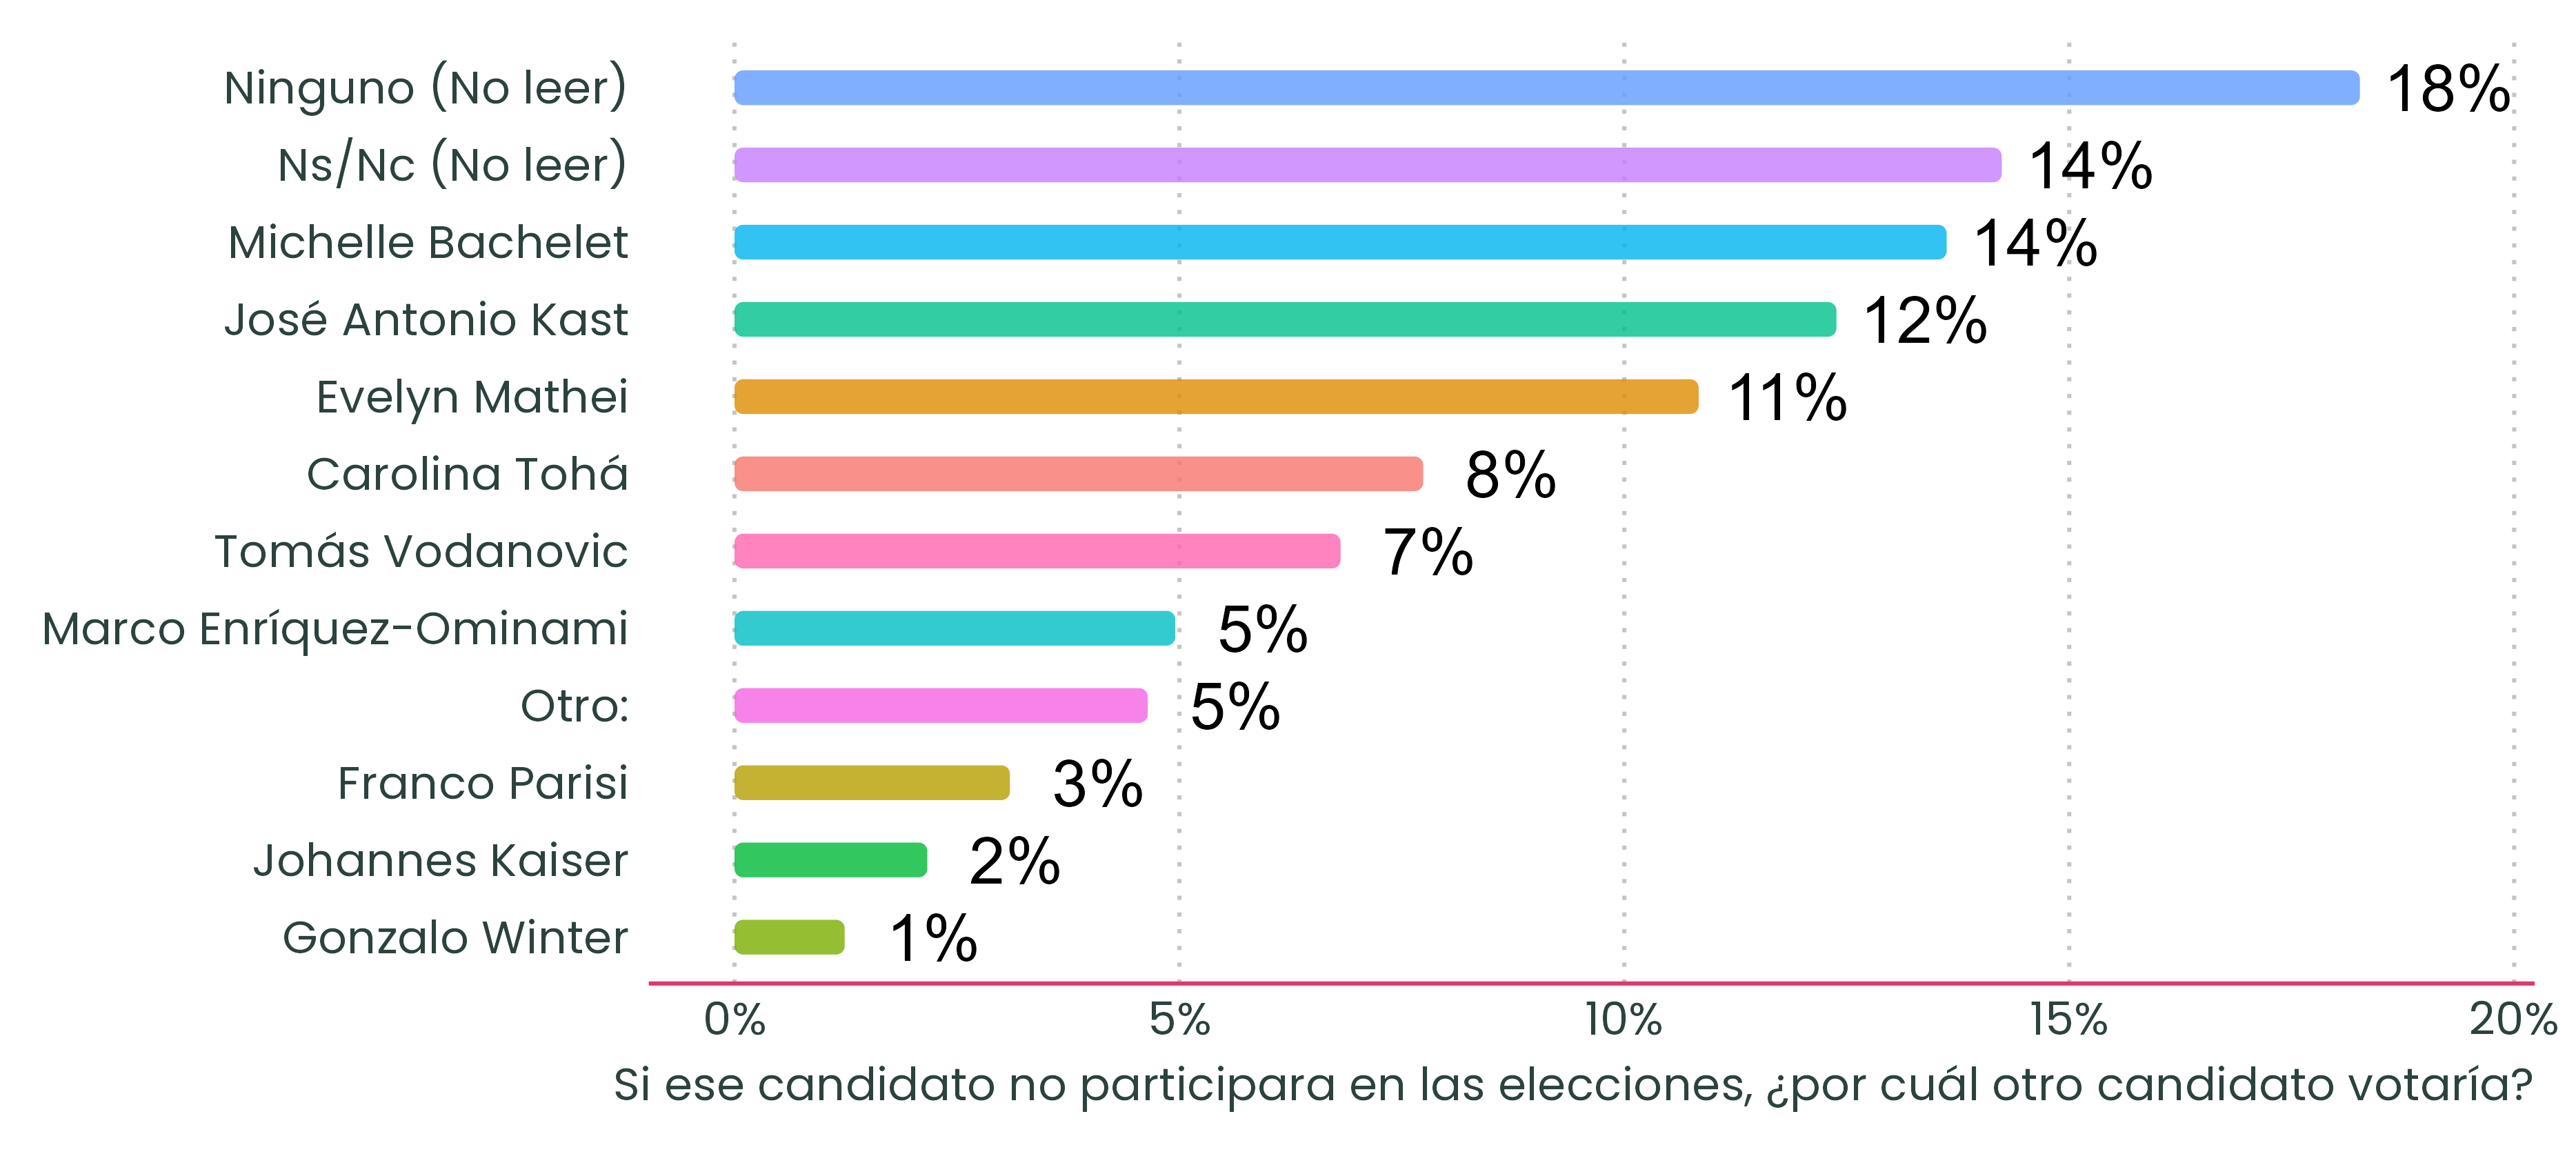 Ninguno (No leer) 18%
Ns/Nc (No leer) 14%
Michelle Bachelet 14%
José Antonio Kast 12%
Evelyn Mathei 11%
Carolina Tohá 8%
Tomás Vodanovic 7%
Marco Enríquez-Ominami 5%
Otro: 5%
Franco Parisi 3%
Johannes Kaiser 2%
Gonzalo Winter 1%
0% 5% 10% 15% 20%
Si ese candidato no participara en las elecciones, ¿por cuál otro candidato votaría?